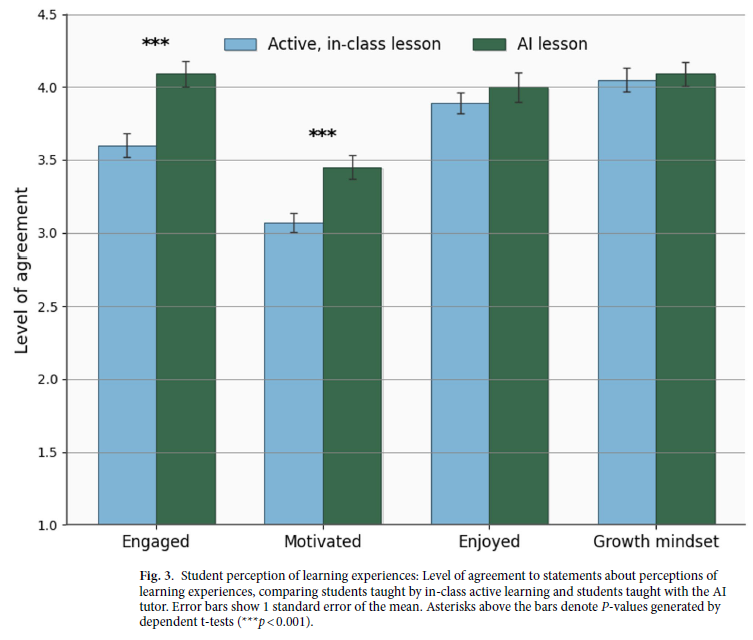 4.5
*** Active, in-class lesson AI lesson
4.0
***
3.5
3.0
2.5
2.0
1.5
1.0
Level of agreement
Engaged Motivated Enjoyed Growth mindset
Fig. 3. Student perception of learning experiences: Level of agreement to statements about perceptions of
learning experiences, comparing students taught by in-class active learning and students taught with the AI
tutor. Error bars show 1 standard error of the mean. Asterisks above the bars denote P-values generated by
dependent t-tests (***p<0.001).